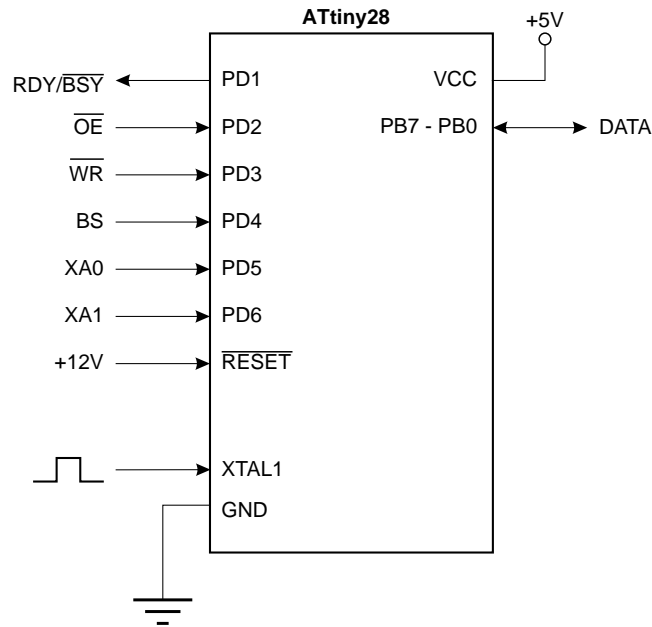 ATtiny28
+5V
RDY/BSY PD1 VCC
OE PD2 PB7 - PB0 DATA
WR PD3
BS PD4
XA0 PD5
XA1 PD6
+12V RESET
XTAL1
GND